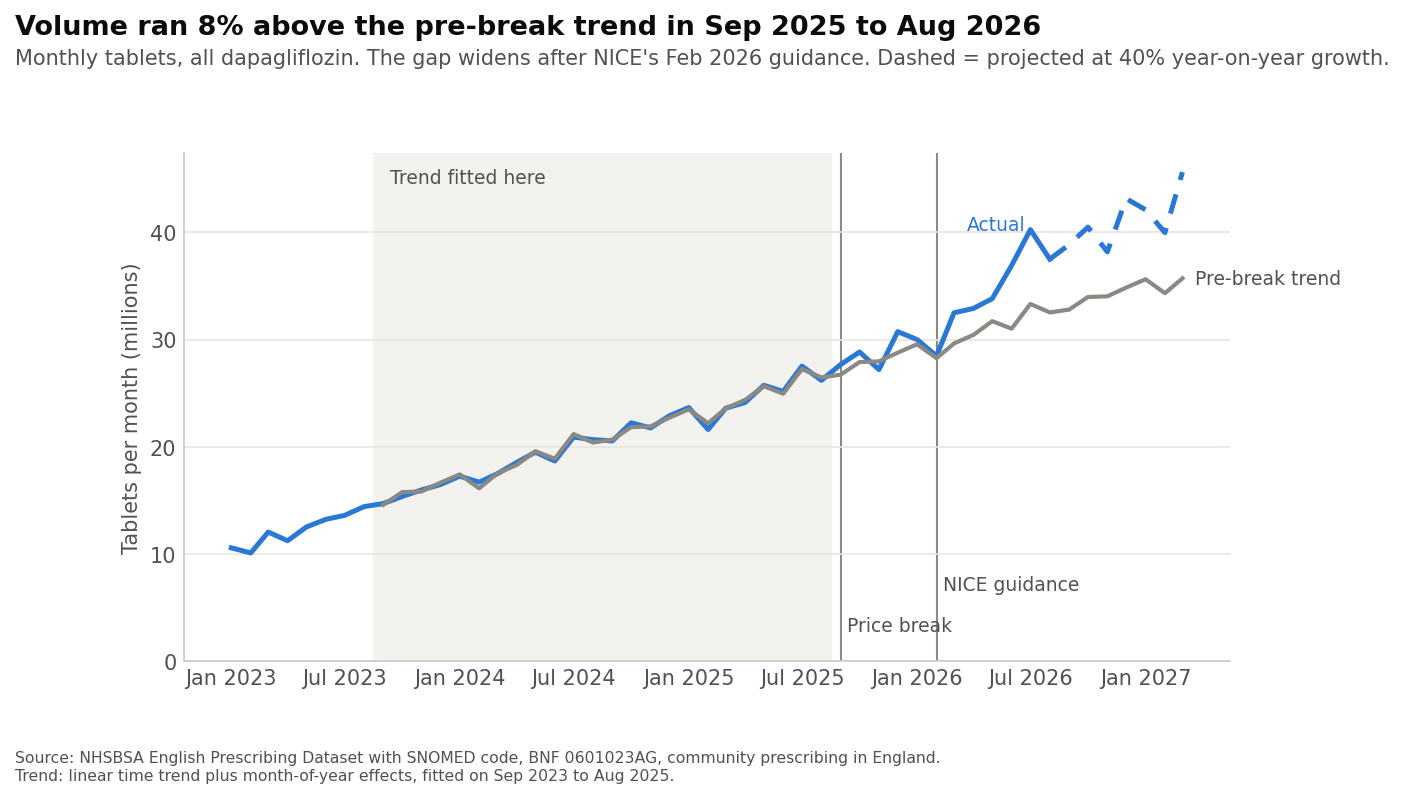 Volume ran 8% above the pre-break trend in Sep 2025 to Aug 2026
Monthly tablets, all dapagliflozin. The gap widens after NICE's Feb 2026 guidance. Dashed = projected at 40% year-on-year growth.
Trend fitted here
Actual
Pre-break trend
NICE guidance
Price break
Tablets per month (millions)
40
30
20
10
0
Jan 2023
Jul 2023
Jan 2024
Jul 2024
Jan 2025
Jul 2025
Jan 2026
Jul 2026
Jan 2027
Source: NHSBSA English Prescribing Dataset with SNOMED code, BNF 0601023AG, community prescribing in England.
Trend: linear time trend plus month-of-year effects, fitted on Sep 2023 to Aug 2025.